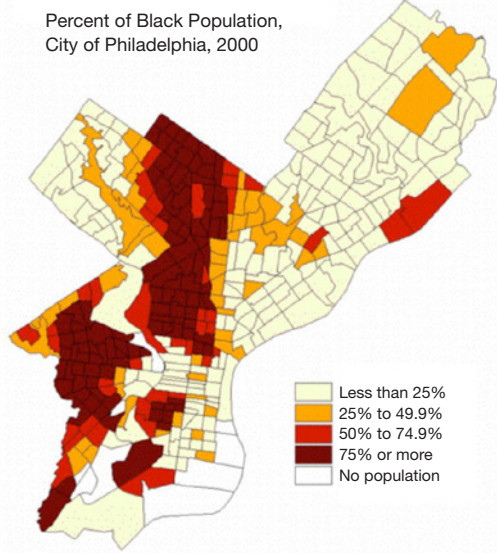 Percent of Black Population,
City of Philadelphia, 2000
Less than 25%
25% to 49.9%
50% to 74.9%
75% or more
No population